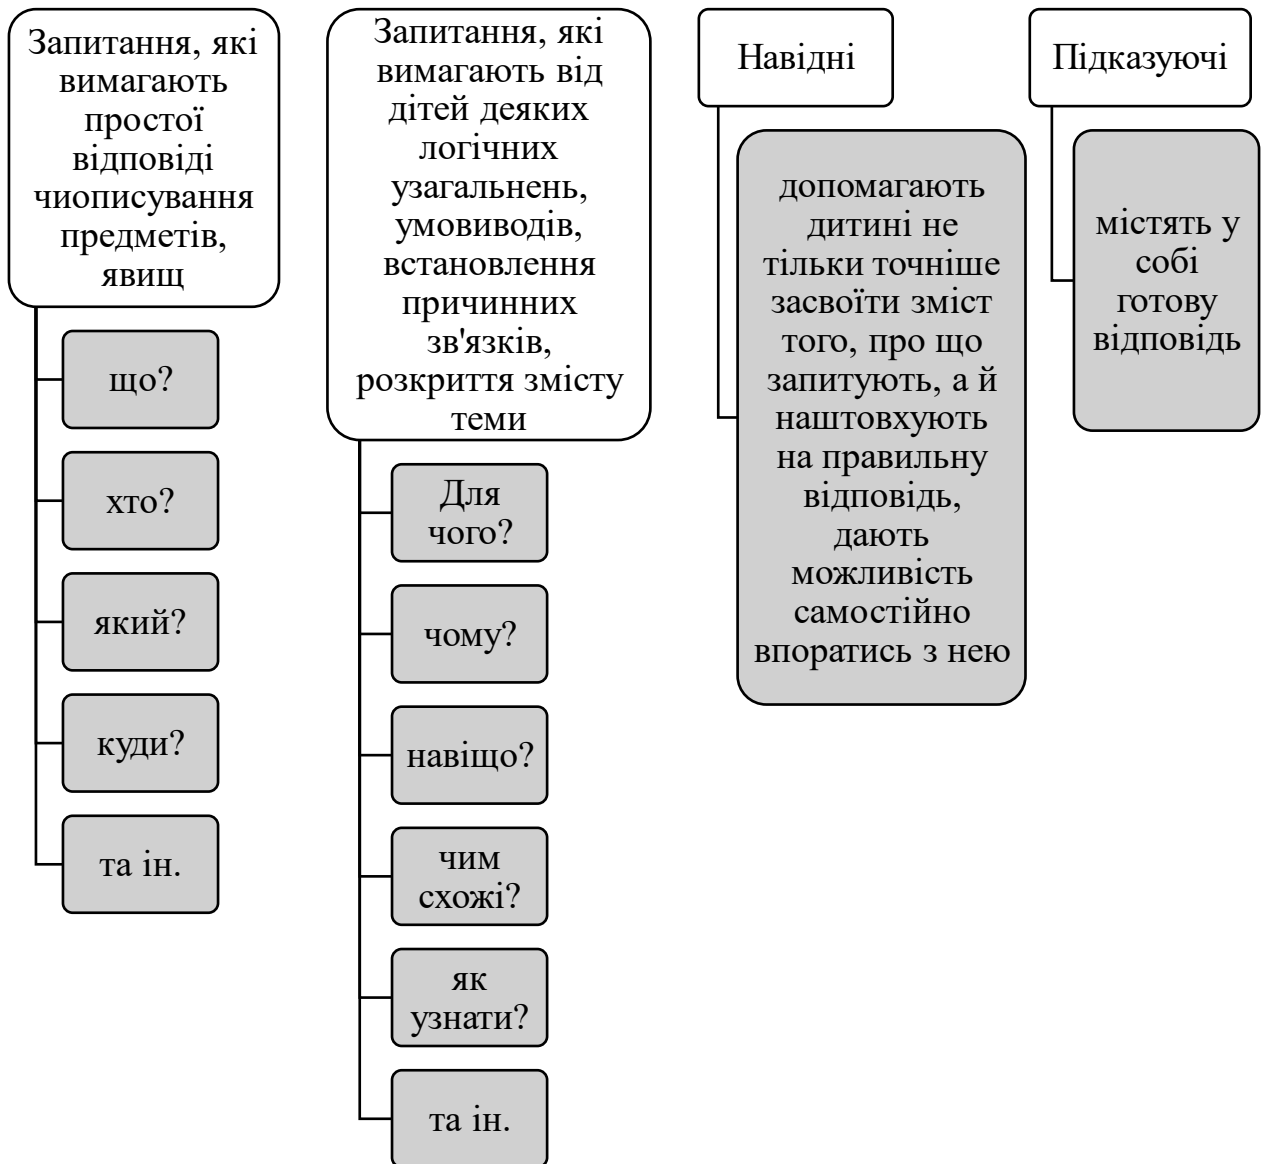 Запитання, які
вимагають
простої
відповіді
чиописування
предметів,
явищ
що?
хто?
який?
куди?
та ін.
Запитання, які
вимагають від
дітей деяких
логічних
узагальнень,
умовиводів,
встановлення
причинних
зв'язків,
розкриття змісту
теми
Для
чого?
чому?
навіщо?
чим
схожі?
як
узнати?
та ін.
Навідні
допомагають
дитині не
тільки точніше
засвоїти зміст
того, про що
запитують, а й
наштовхують
на правильну
відповідь,
дають
можливість
самостійно
впоратись з нею
Підказуючі
містять у
собі
готову
відповідь